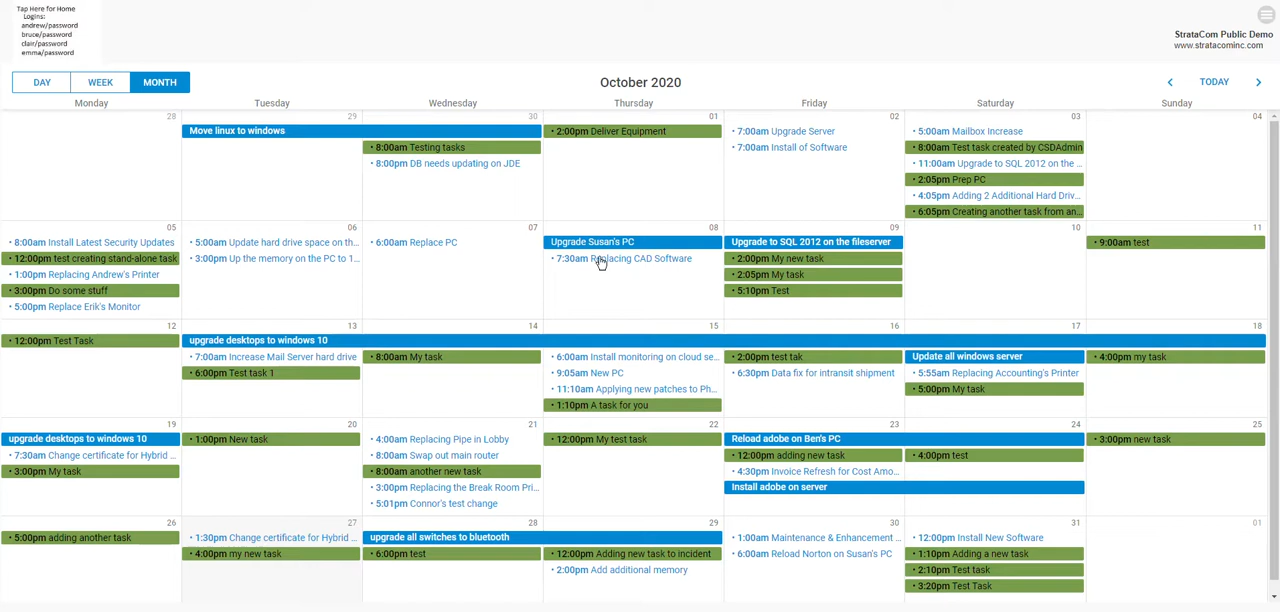 Tap Here for Home
Logins:
andrew/password
bruce/password
clair/password
emma/password
StrataCom Public Demo
www.stratacominc.com
DAY WEEK MONTH
October 2020
TODAY
Monday Tuesday Wednesday Thursday Friday Saturday Sunday
28 29 30 01 02 03 04
Move linux to windows
• 2:00pm Deliver Equipment
• 7:00am Upgrade Server
• 5:00am Mailbox Increase
• 8:00am Testing tasks
• 7:00am Install of Software
• 8:00am Test task created by CSDAdmin
• 8:00pm DB needs updating on JDE
• 11:00am Upgrade to SQL 2012 on the ...
• 2:05pm Prep PC
• 4:05pm Adding 2 Additional Hard Driv...
• 6:05pm Creating another task from an...
05 06 07 08 09 10 11
• 8:00am Install Latest Security Updates
• 5:00am Update hard drive space on th...
• 6:00am Replace PC
Upgrade Susan's PC
Upgrade to SQL 2012 on the fileserver
• 9:00am test
• 12:00pm test creating stand-alone task
• 3:00pm Up the memory on the PC to 1...
• 7:30am Replacing CAD Software
• 2:00pm My new task
• 1:00pm Replacing Andrew's Printer
• 2:05pm My task
• 3:00pm Do some stuff
• 5:10pm Test
• 5:00pm Replace Erik's Monitor
12 13 14 15 16 17 18
• 12:00pm Test Task
upgrade desktops to windows 10
• 7:00am Increase Mail Server hard drive
• 8:00am My task
• 6:00am Install monitoring on cloud se...
• 2:00pm test tak
Update all windows server
• 4:00pm my task
• 6:00pm Test task 1
• 9:05am New PC
• 6:30pm Data fix for intransit shipment
• 5:55am Replacing Accounting's Printer
• 11:10am Applying new patches to Ph...
• 5:00pm My task
• 1:10pm A task for you
19 20 21 22 23 24 25
upgrade desktops to windows 10
• 1:00pm New task
• 4:00am Replacing Pipe in Lobby
• 12:00pm My test task
Reload adobe on Ben's PC
• 3:00pm new task
• 7:30am Change certificate for Hybrid ...
• 8:00am Swap out main router
• 12:00pm adding new task
• 4:00pm test
• 3:00pm My task
• 8:00am another new task
• 4:30pm Invoice Refresh for Cost Amo...
• 3:00pm Replacing the Break Room Pri...
Install adobe on server
• 5:01pm Connor's test change
26 27 28 29 30 31 01
• 5:00pm adding another task
• 1:30pm Change certificate for Hybrid ...
upgrade all switches to bluetooth
• 1:00am Maintenance & Enhancement ...
• 12:00pm Install New Software
• 4:00pm my new task
• 6:00pm test
• 12:00pm Adding new task to incident
• 6:00am Reload Norton on Susan's PC
• 1:10pm Adding a new task
• 2:00pm Add additional memory
• 2:10pm Test task
• 3:20pm Test Task